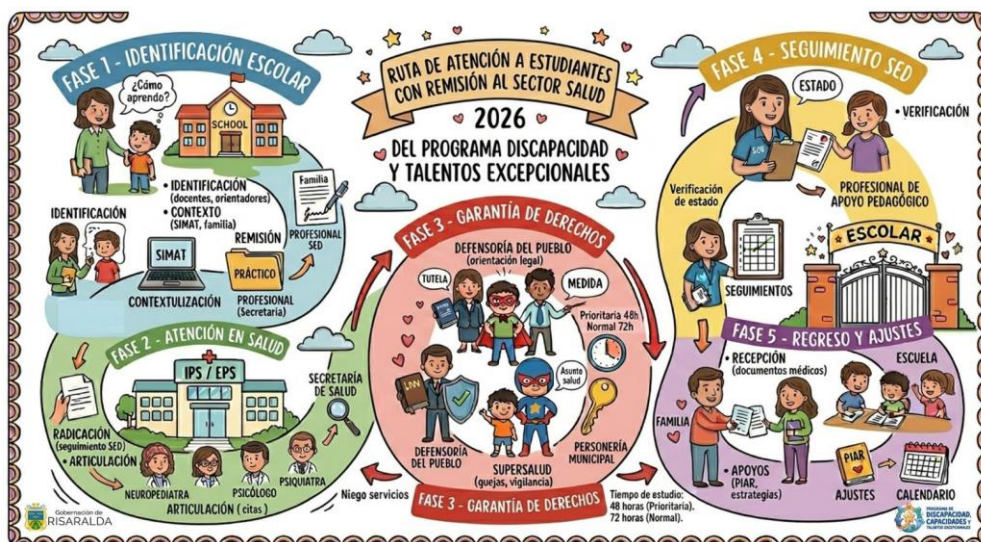 FASE 1 - IDENTIFICACIÓN ESCOLAR
¿Cómo
aprendo?
SCHOOL
• IDENTIFICACIÓN
(docentes, orientadores)
• CONTEXTO
(SIMAT, familia)
Familia
PROFESIONAL
SED
IDENTIFICACIÓN
SIMAT
CONTEXTULIZACIÓN
REMISIÓN
PRÁCTICO
PROFESIONAL
(Secretaria)
FASE 2 - ATENCIÓN EN SALUD
IPS / EPS
RADICACIÓN
(seguimiento SED)
• ARTICULACIÓN
NEUROPEDIATRA
PSICÓLOGO
PSIQUIATRA
ARTICULACIÓN (citas )
SECRETARÍA
DE SALUD
RUTA DE ATENCIÓN A ESTUDIANTES
CON REMISIÓN AL SECTOR SALUD
2026
DEL PROGRAMA DISCAPACIDAD
Y TALENTOS EXCEPCIONALES
FASE 3 - GARANTÍA DE DERECHOS
DEFENSORÍA DEL PUEBLO
(orientación legal)
TUTELA
MEDIDA
Prioritaria 48h
Normal 72h
Asunto
salud
DEFENSORÍA
DEL PUEBLO
SUPERSALUD
(quejas, vigilancia)
PERSONERÍA
MUNICIPAL
Niego servicios
FASE 3 - GARANTÍA DE DERECHOS
Tiempo de estudio:
48 horas (Prioritaria).
72 horas (Normal).
FASE 4 - SEGUIMIENTO SED
ESTADO
• VERIFICACIÓN
Verificación
de estado
PROFESIONAL DE
APOYO PEDAGÓGICO
SEGUIMIENTOS
ESCOLAR
FASE 5 - REGRESO Y AJUSTES
• RECEPCIÓN
(documentos médicos)
ESCUELA
FAMILIA
• APOYOS
(PIAR,
estrategias)
PIAR
AJUSTES
CALENDARIO
Gobernación de
RISARALDA
PROGRAMA DE
DISCAPACIDAD,
CAPACIDADES Y
TALENTOS EXCEPCIONALES